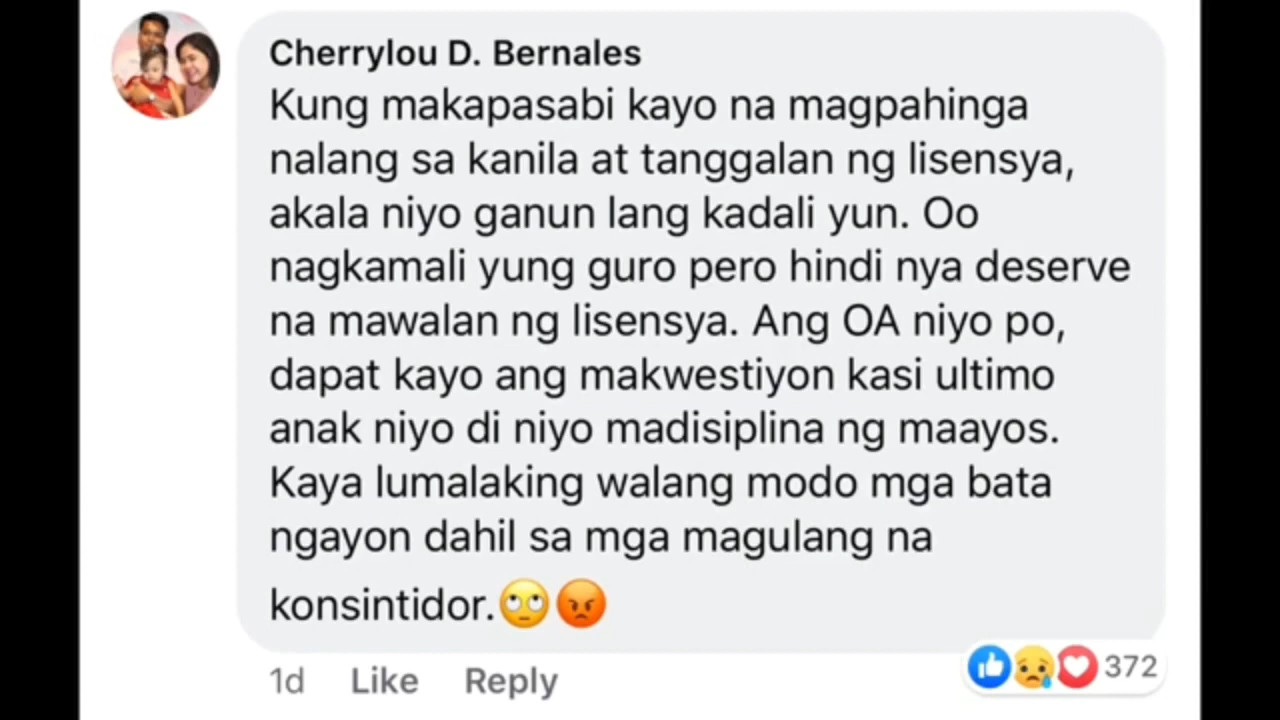 Cherrylou D. Bernales
Kung makapasabi kayo na magpahinga
nalang sa kanila at tanggalan ng lisensya,
akala niyo ganun lang kadali yun. Oo
nagkamali yung guro pero hindi nya deserve
na mawalan ng lisensya. Ang OA niyo po,
dapat kayo ang makwestiyon kasi ultimo
anak niyo di niyo madisiplina ng maayos.
Kaya lumalaking walang modo mga bata
ngayon dahil sa mga magulang na
konsintidor.🙄😡
1d Like Reply 372